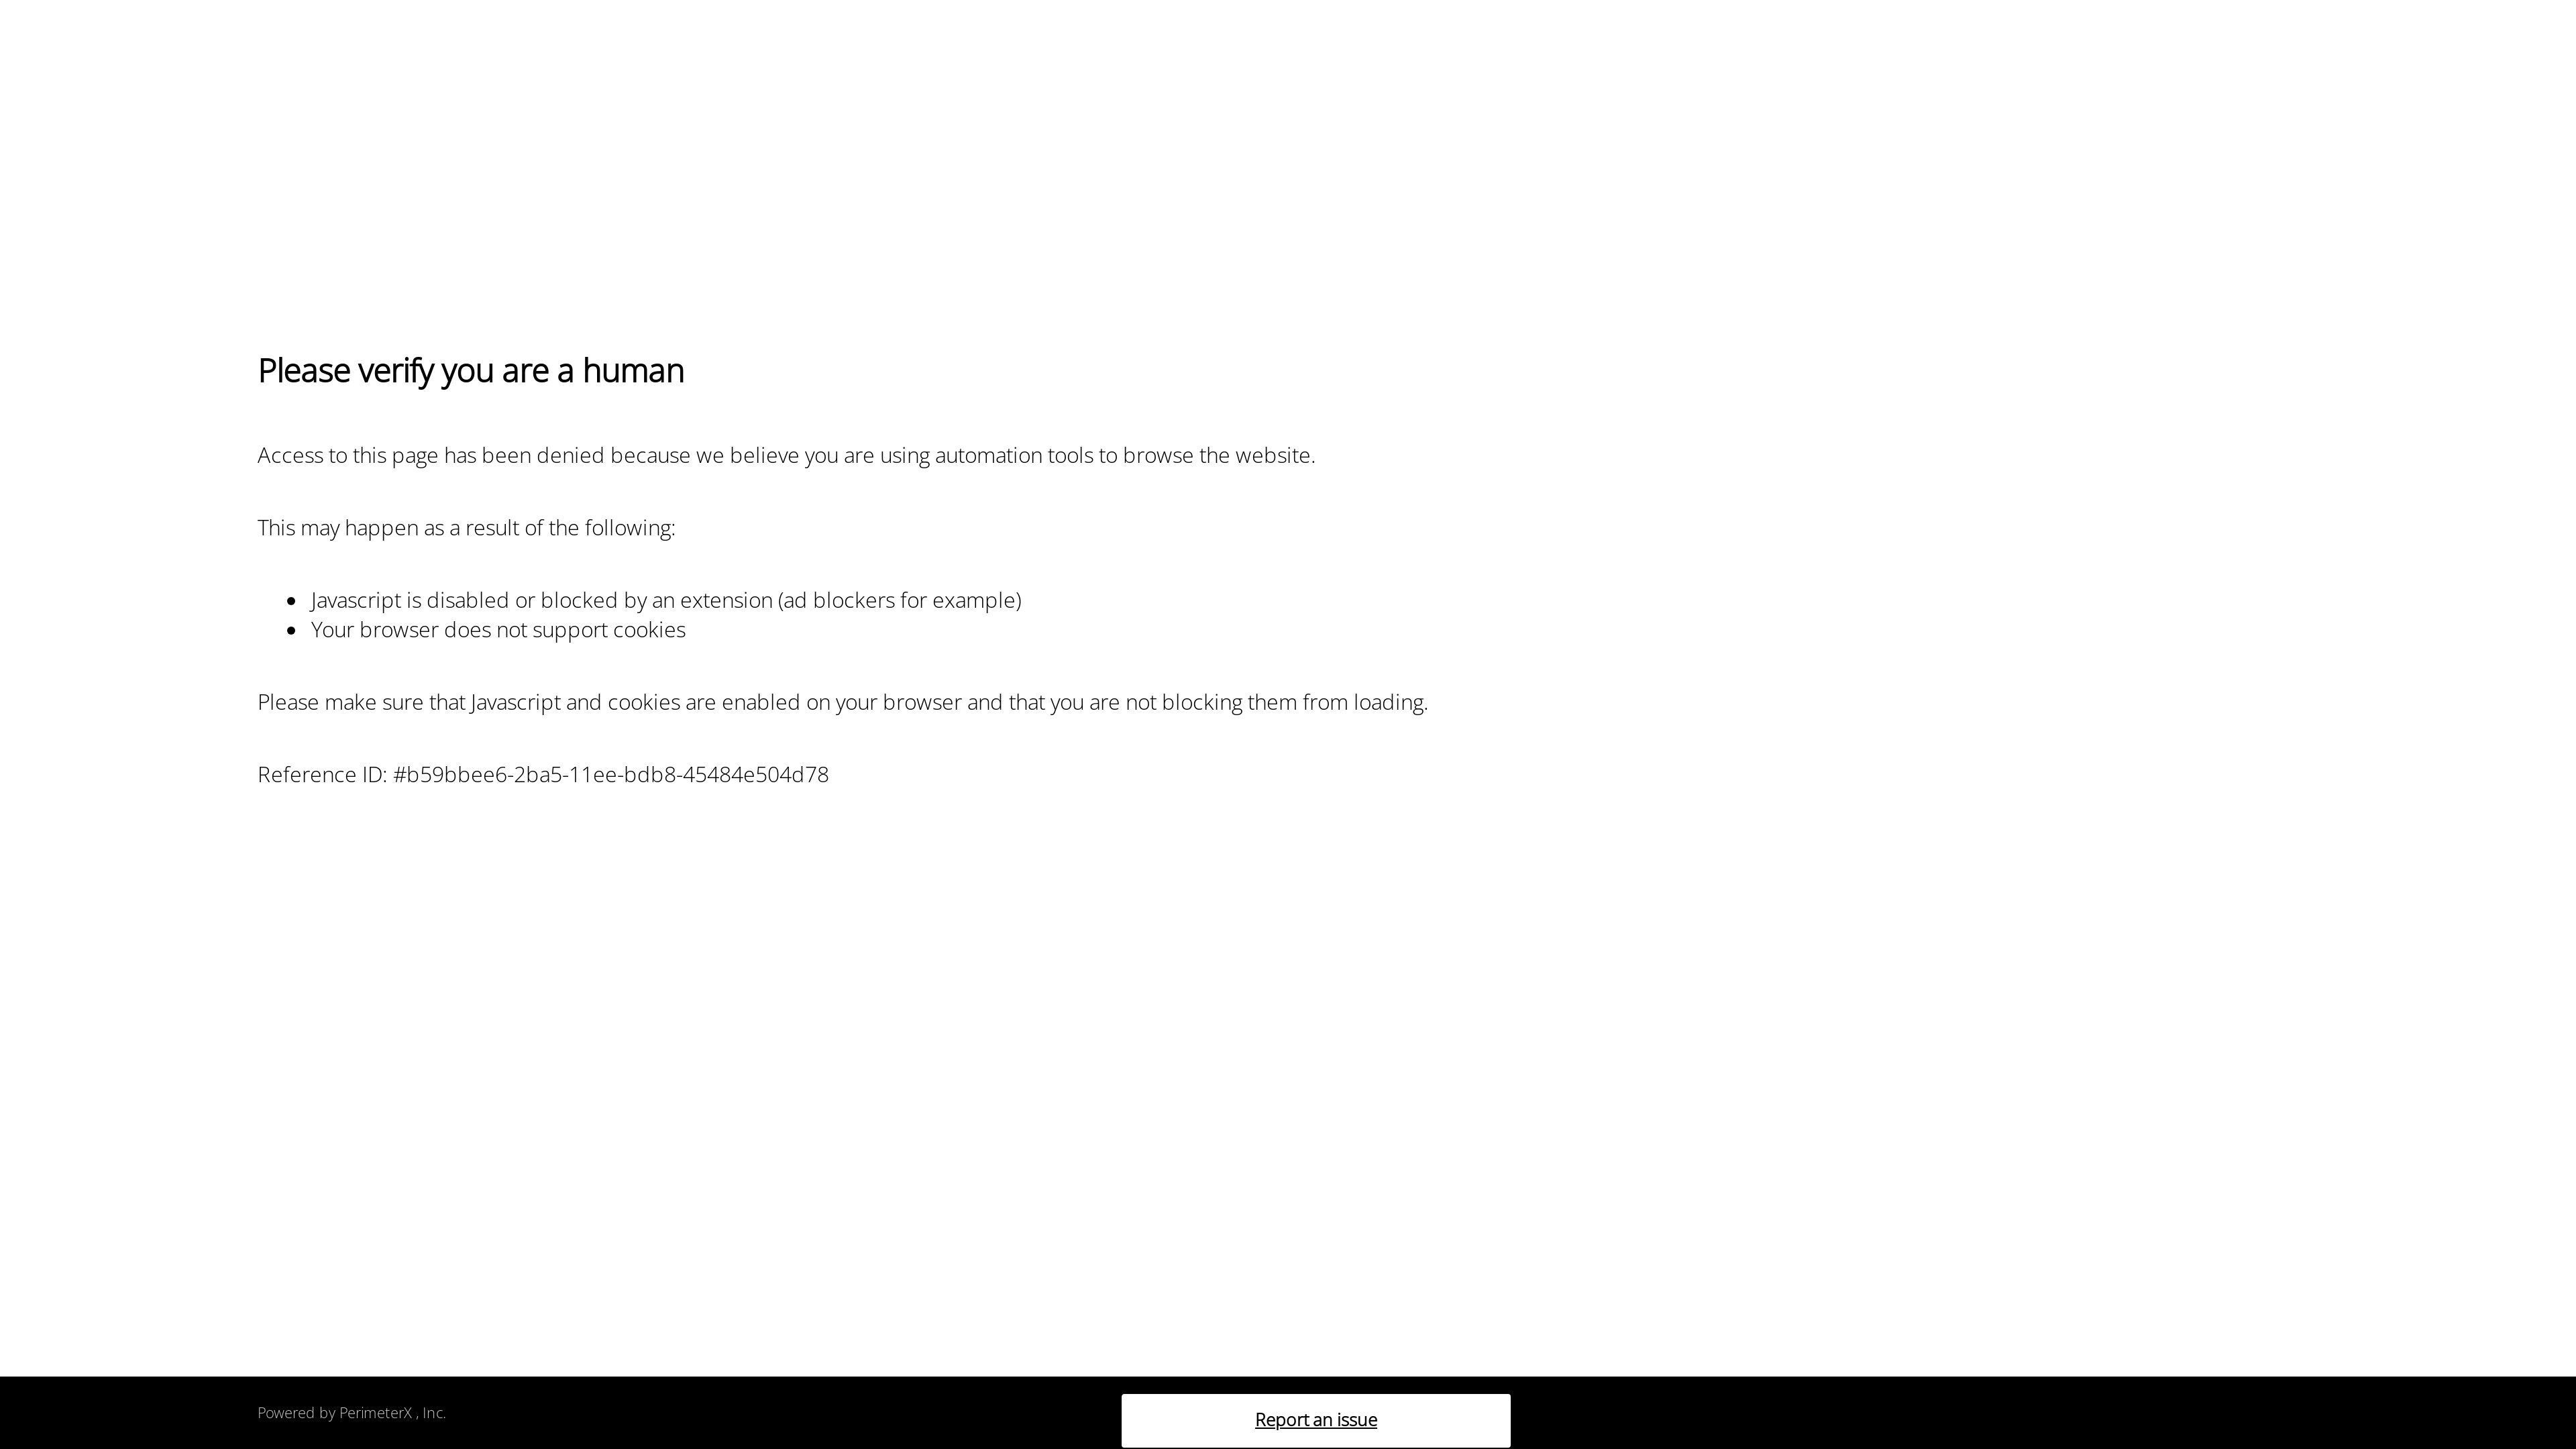 Please verify you are a human
Access to this page has been denied because we believe you are using automation tools to browse the website.
This may happen as a result of the following:
Javascript is disabled or blocked by an extension (ad blockers for example)
Your browser does not support cookies
Please make sure that Javascript and cookies are enabled on your browser and that you are not blocking them from loading.
Reference ID: #b59bbee6-2ba5-11ee-bdb8-45484e504d78
Powered by PerimeterX , Inc.
Report an issue